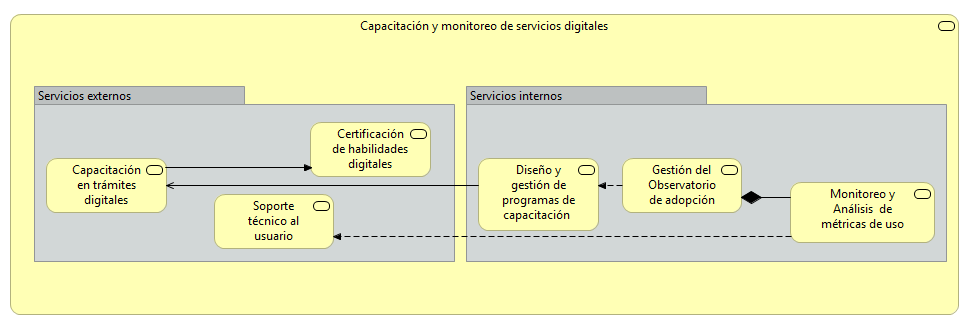 Capacitación y monitoreo de servicios digitales
Servicios externos
Certificación
de habilidades
digitales
Capacitación
en trámites
digitales
Soporte
técnico al
usuario
Servicios internos
Diseño y
gestión de
programas de
capacitación
Gestión del
Observatorio
de adopción
Monitoreo y
Análisis  de
métricas de uso